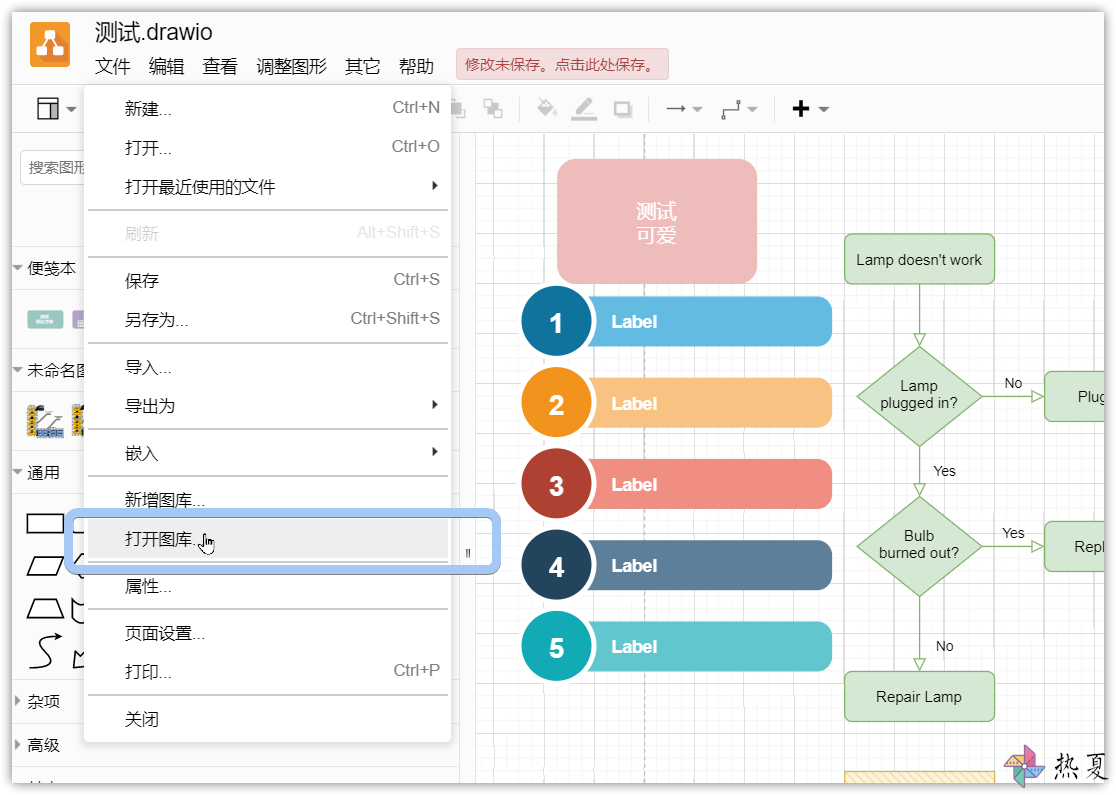 测试.drawio
文件 编辑 查看 调整图形 其它 帮助
修改未保存。点击此处保存。
搜索图形
便笺本
通用
杂项
高级
新建... Ctrl+N
打开... Ctrl+O
打开最近使用的文件
刷新 Alt+Shift+S
保存 Ctrl+S
另存为... Ctrl+Shift+S
导入...
导出为
嵌入
新增图库...
打开图库...
属性...
页面设置...
打印... Ctrl+P
关闭
未命名图
测试
可爱
1 Label
2 Label
3 Label
4 Label
5 Label
Lamp doesn't work
Lamp
plugged in?
No
Plug
Yes
Bulb
burned out?
Yes
Repl
No
Repair Lamp
热夏